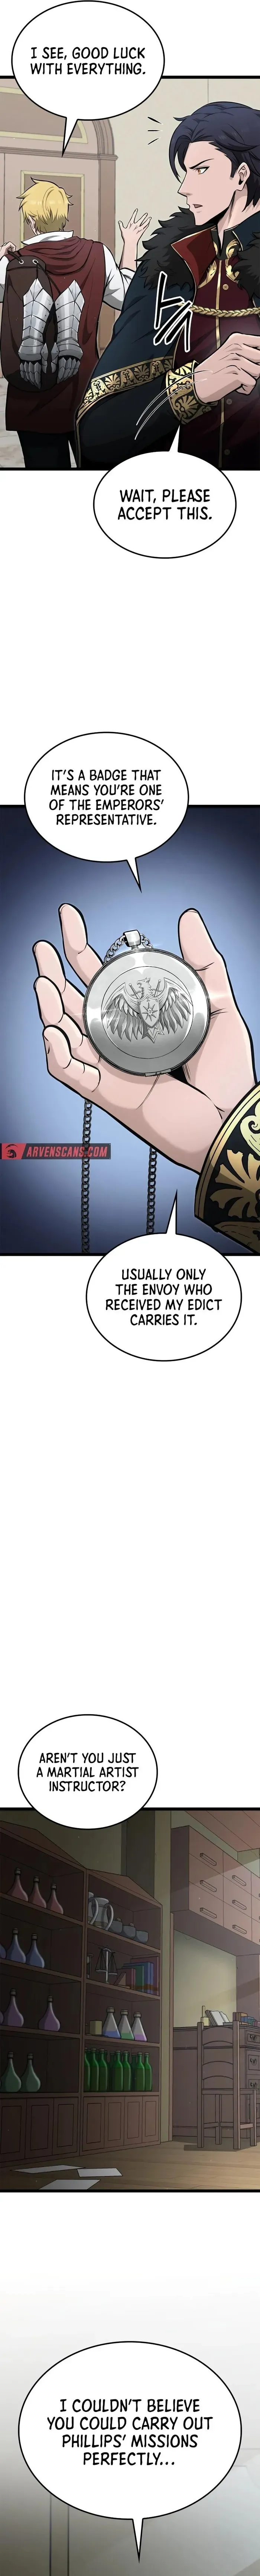 I SEE, GOOD LUCK
WITH EVERYTHING.
WAIT, PLEASE
ACCEPT THIS.
IT'S A BADGE THAT
MEANS YOU'RE ONE
OF THE EMPERORS'
REPRESENTATIVE.
ARVENSCANS.COM
USUALLY ONLY
THE ENVOY WHO
RECEIVED MY EDICT
CARRIES IT.
AREN'T YOU JUST
A MARTIAL ARTIST
INSTRUCTOR?
I COULDN'T BELIEVE
YOU COULD CARRY OUT
PHILLIPS' MISSIONS
PERFECTLY...